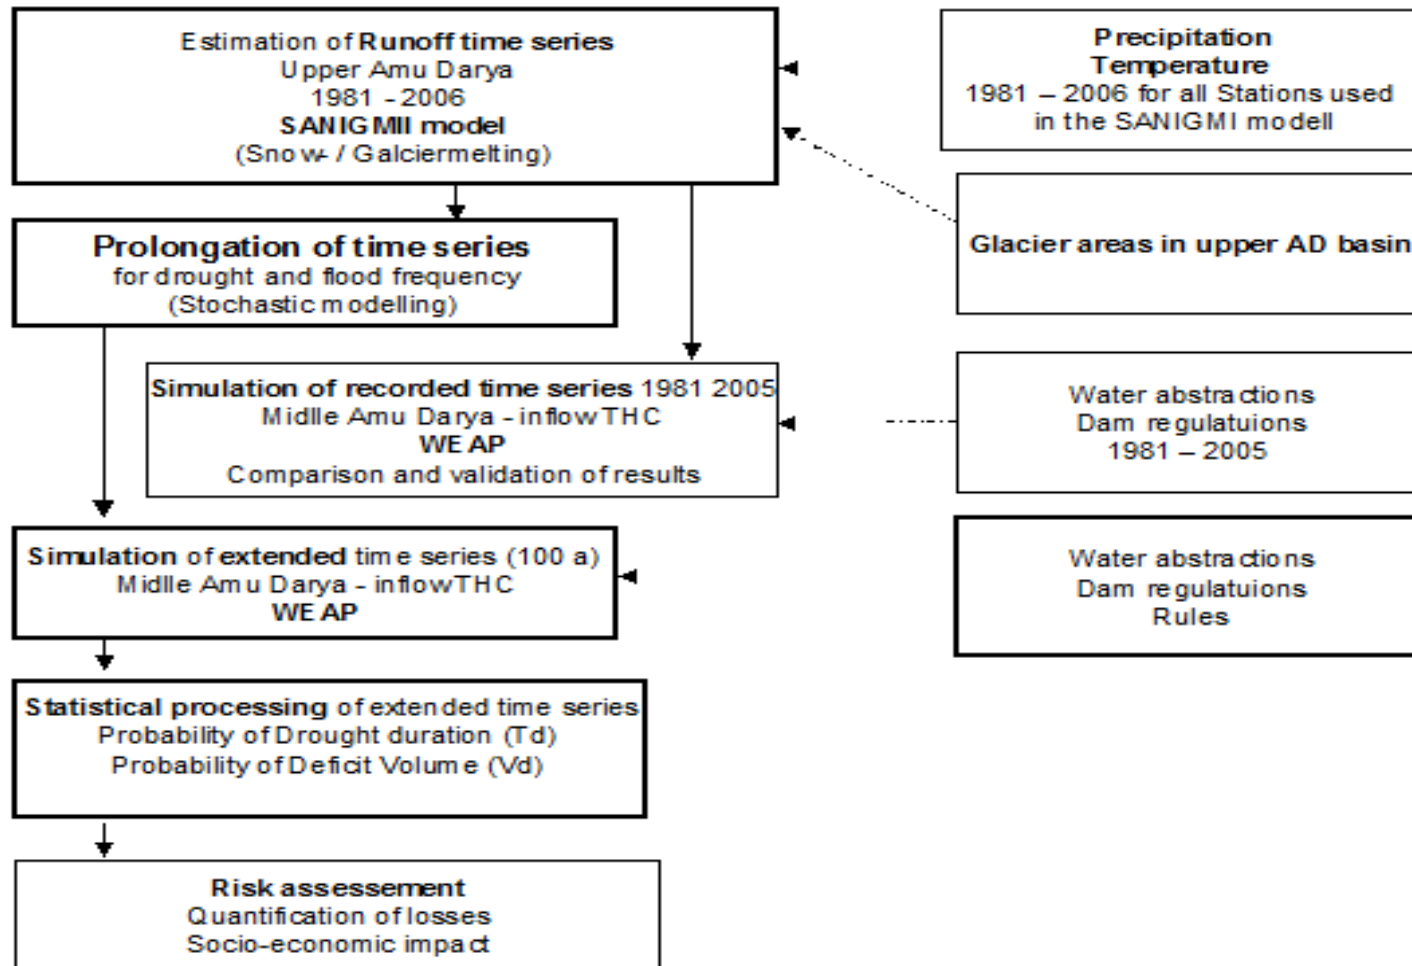 Estimation of Runoff time series
Upper Amu Darya
1981 - 2006
SANIGMII model
(Snow- / Galciermelting)
Precipitation
Temperature
1981 – 2006 for all Stations used
in the SANIGMI modell
Glacier areas in upper AD basin
Prolongation of time series
for drought and flood frequency
(Stochastic modelling)
Simulation of recorded time series 1981 2005
Midlle Amu Darya - inflow THC
WEAP
Comparison and validation of results
Water abstractions
Dam regulatuions
1981 – 2005
Simulation of extended time series (100 a)
Midlle Amu Darya - inflow THC
WEAP
Water abstractions
Dam regulatuions
Rules
Statistical processing of extended time series
Probability of Drought duration (Td)
Probability of Deficit Volume (Vd)
Risk assessement
Quantification of losses
Socio-economic impact